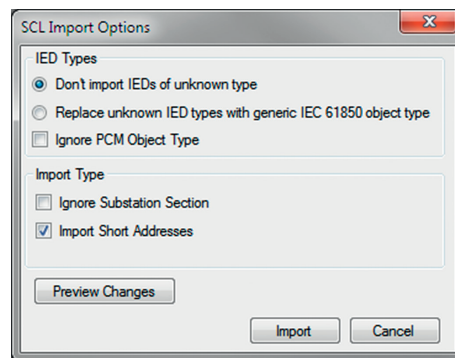 SCL Import Options
IED Types
Don't import IEDs of unknown type
Replace unknown IED types with generic IEC 61850 object type
Ignore PCM Object Type
Import Type
Ignore Substation Section
Import Short Addresses
Preview Changes
Import Cancel